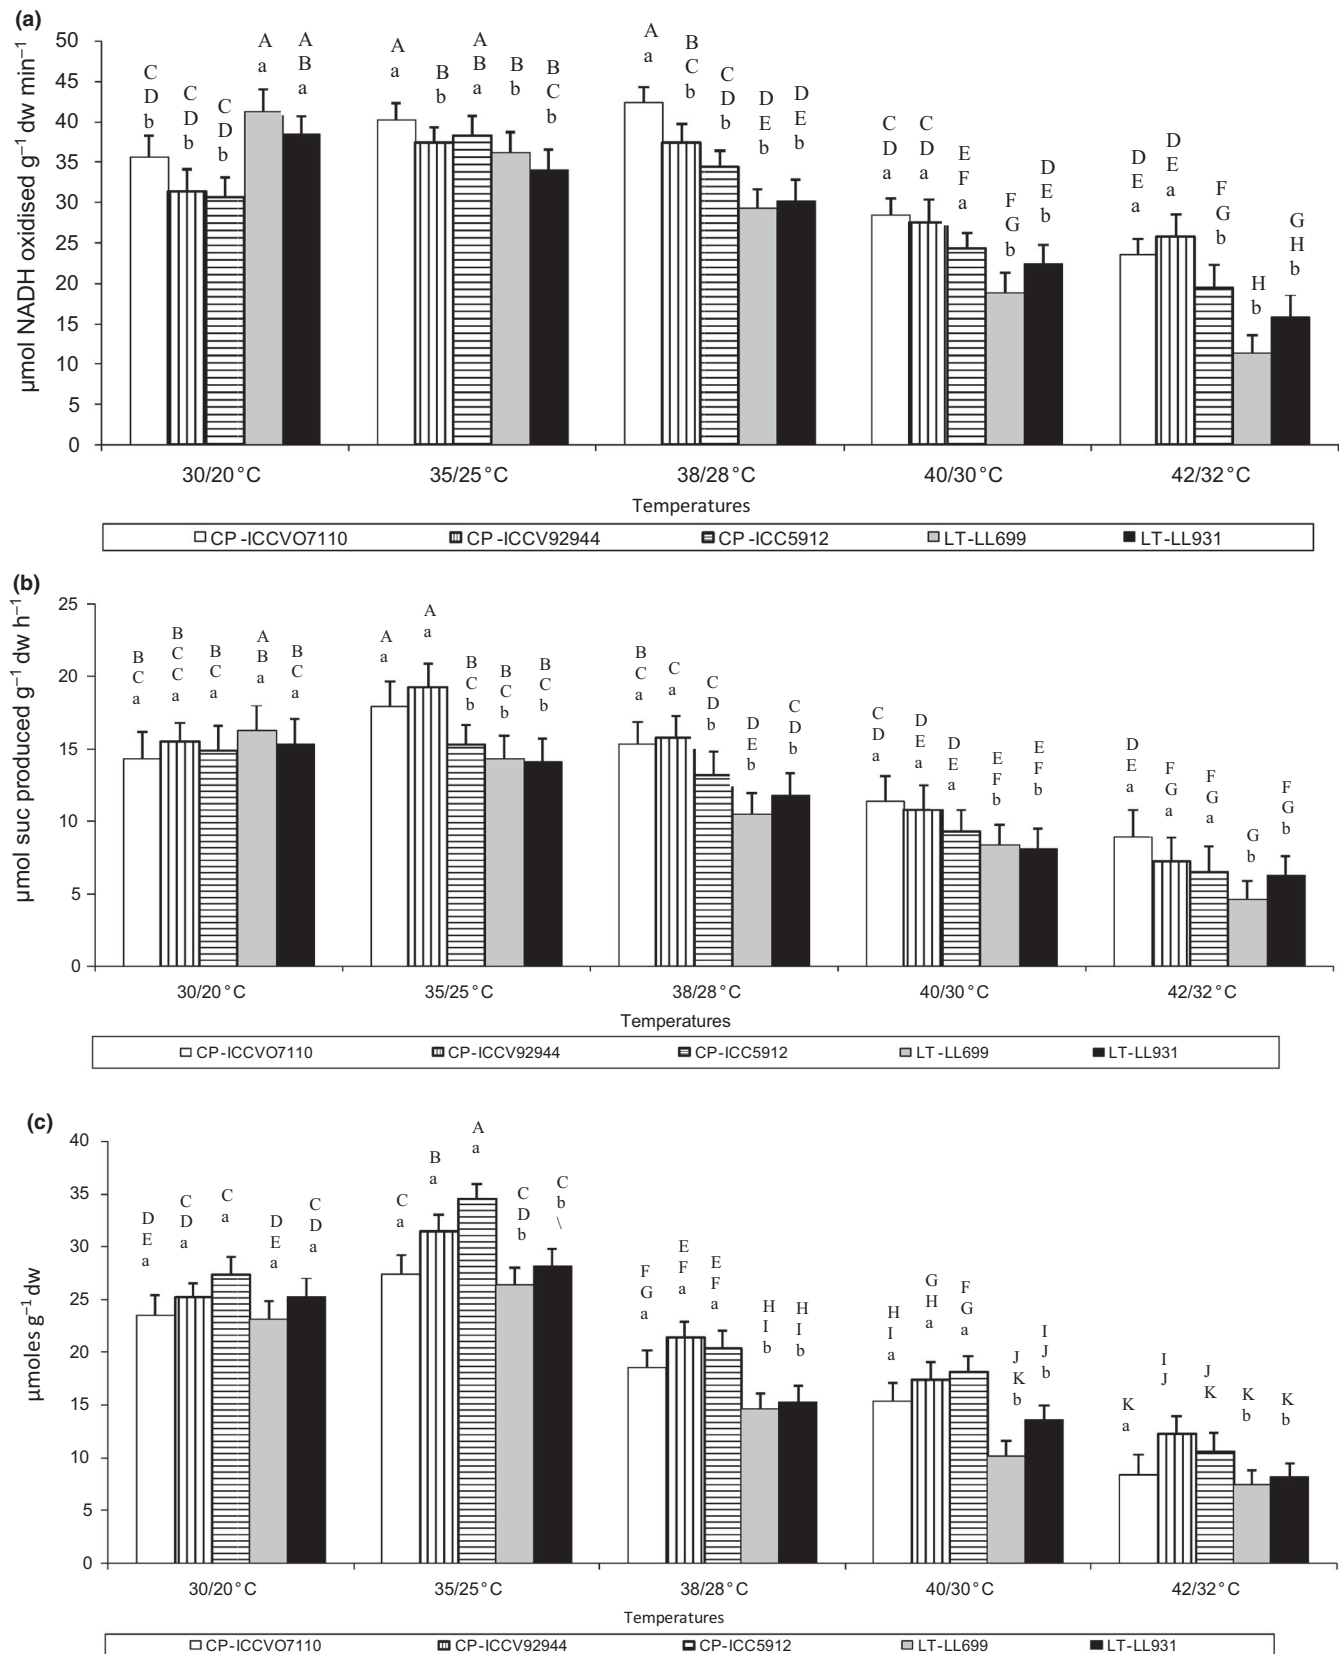 (a)
µmol NADH oxidised g⁻¹ dw min⁻¹
50
45
40
35
30
25
20
15
10
5
0
C D b
C D b
C D b
A a
A B a
A a
B b
A B a
B b
B C b
A a
B C b
C D b
D E b
D E b
C D a
C D a
E F a
F G b
D E b
D E a
D E a
F G b
H b
G H b
30/20 °C 35/25 °C 38/28 °C 40/30 °C 42/32 °C
Temperatures
CP-ICCVO7110 CP-ICCV92944 CP-ICC5912 LT-LL699 LT-LL931
(b)
µmol suc produced g⁻¹ dw h⁻¹
25
20
15
10
5
0
B C a
B C C a
B C a
A B a
B C a
A a
A a
B C b
B C b
B C b
B C a
C a
C D b
D E b
C D b
C D a
D E a
D E a
E F b
E F b
D E a
F G a
F G a
G b
F G b
30/20 °C 35/25 °C 38/28 °C 40/30 °C 42/32 °C
Temperatures
CP-ICCVO7110 CP-ICCV92944 CP-ICC5912 LT-LL699 LT-LL931
(c)
µmoles g⁻¹ dw
40
35
30
25
20
15
10
5
0
D E a
C D a
C a
D E a
C D a
C a
B a
A a
C D b
C b \
F G a
E F a
E F a
H I b
H I b
H I a
G H a
F G a
J K b
I J b
K a
I J
J K
K b
K b
30/20 °C 35/25 °C 38/28 °C 40/30 °C 42/32 °C
Temperatures
CP-ICCVO7110 CP-ICCV92944 CP-ICC5912 LT-LL699 LT-LL931